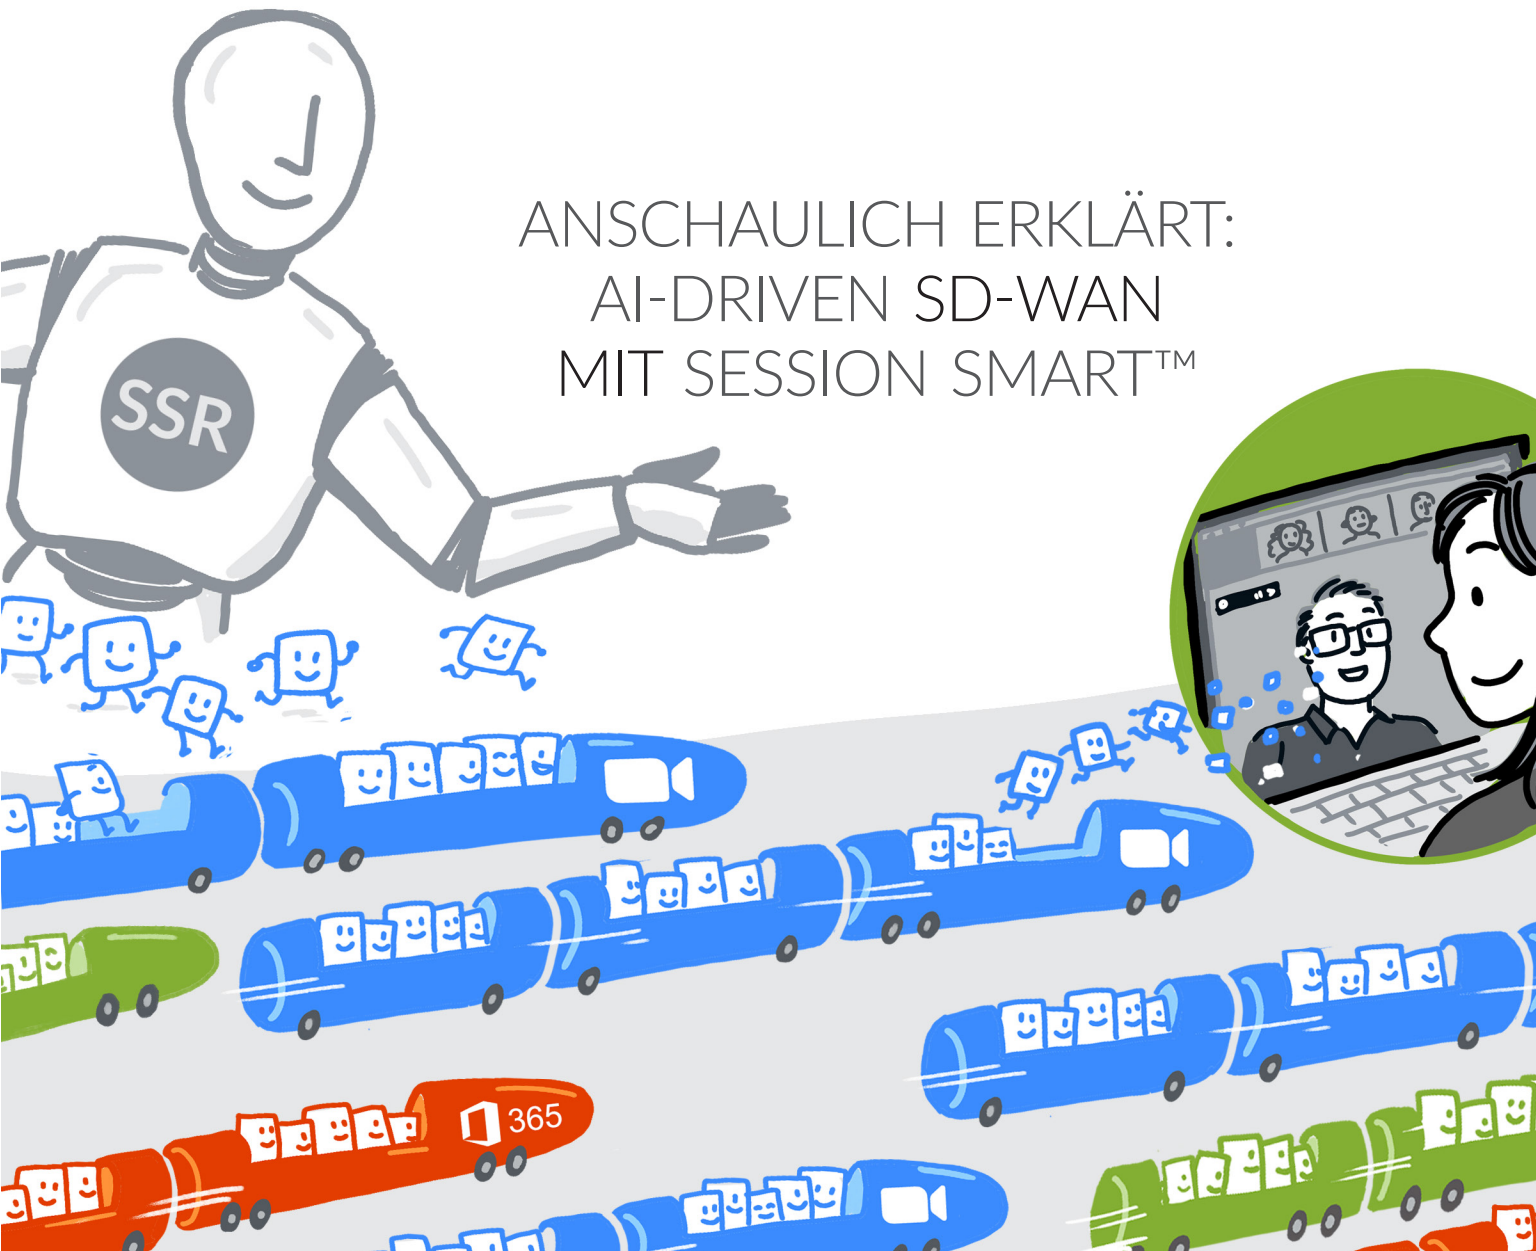 ANSCHAULICH ERKLÄRT:
AI-DRIVEN SD-WAN
MIT SESSION SMART™
SSR
365